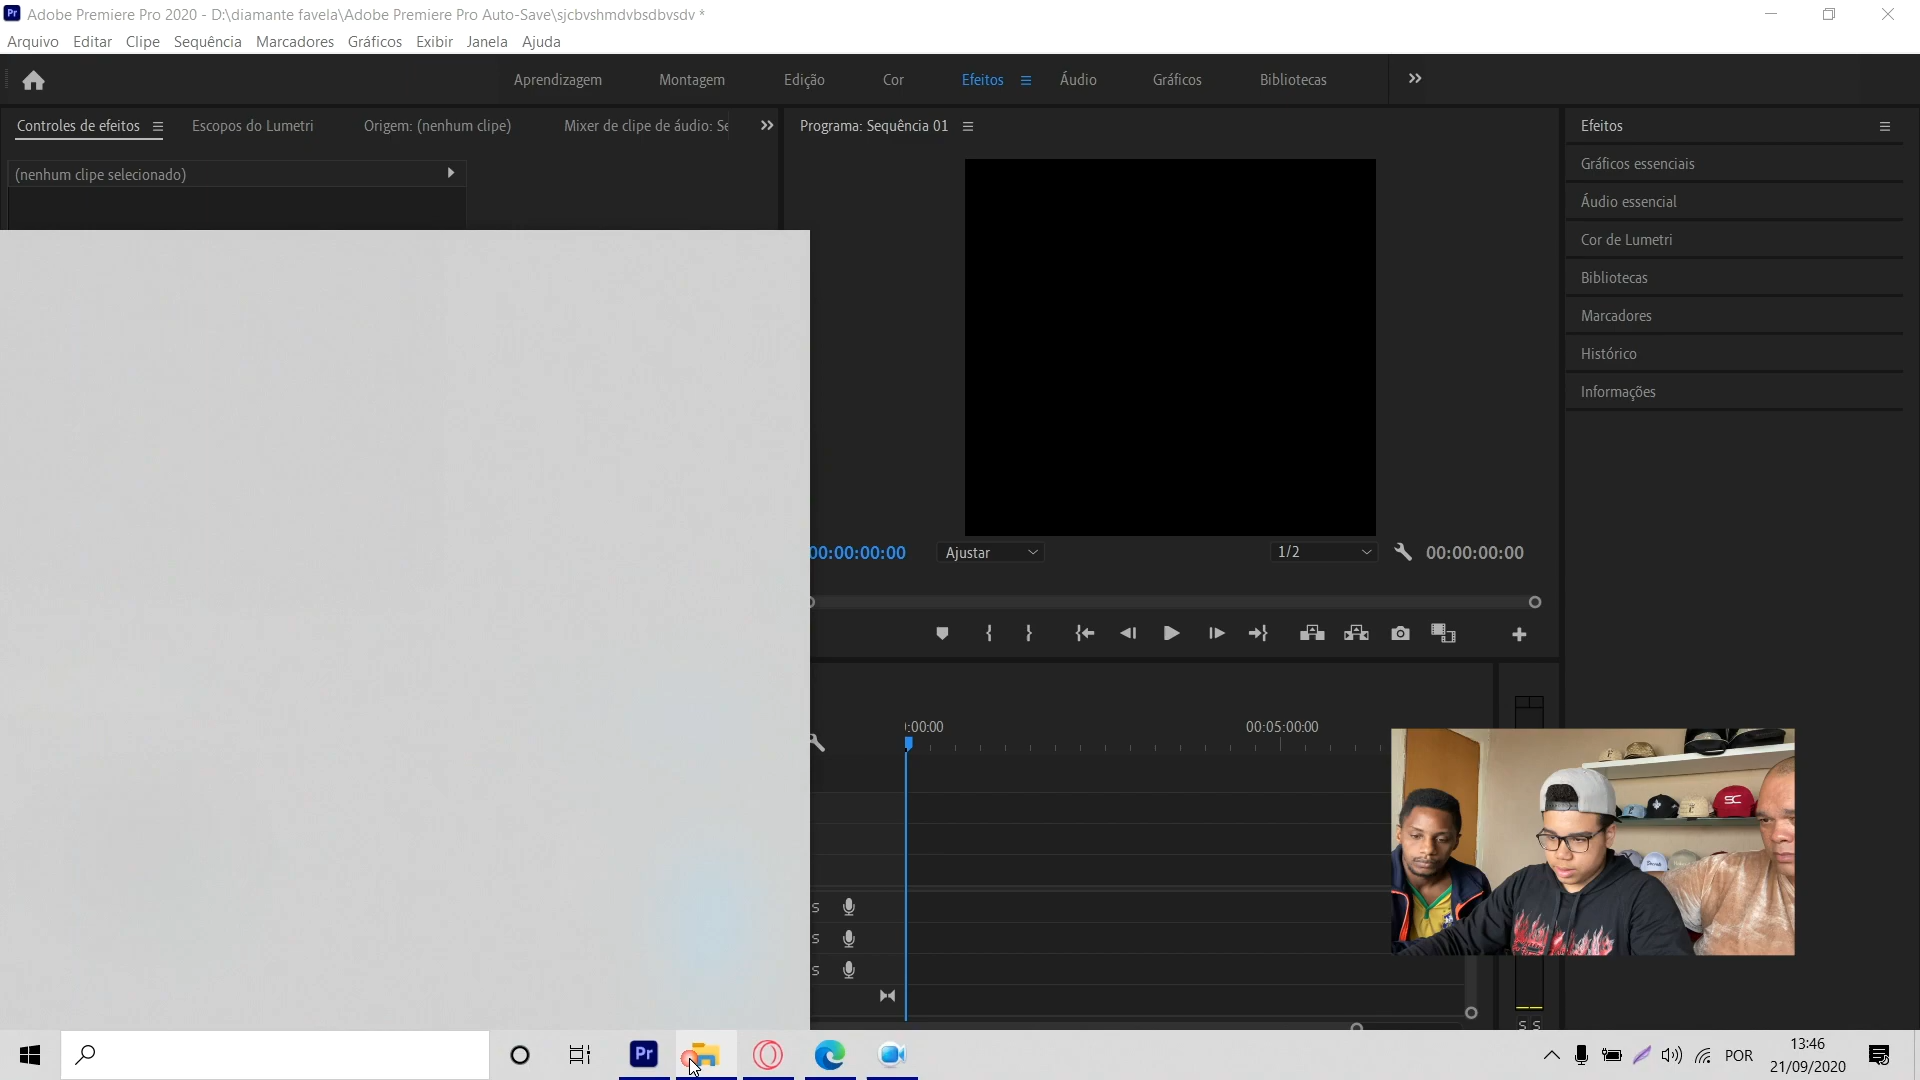 Pr Adobe Premiere Pro 2020 - D:\diamante favela\Adobe Premiere Pro Auto-Save\sjcbvshmdvbsdbvsdv *
Arquivo Editar Clipe Sequência Marcadores Gráficos Exibir Janela Ajuda
Aprendizagem Montagem Edição Cor Efeitos Áudio Gráficos Bibliotecas
Controles de efeitos Escopos do Lumetri Origem: (nenhum clipe) Mixer de clipe de áudio: Se Programa: Sequência 01 Efeitos
(nenhum clipe selecionado)
Gráficos essenciais
Áudio essencial
Cor de Lumetri
Bibliotecas
Marcadores
Histórico
Informações
00:00:00:00 Ajustar 1/2 00:00:00:00
:00:00 00:05:00:00
SC
S
S
S
S S
Pr POR 13:46
21/09/2020